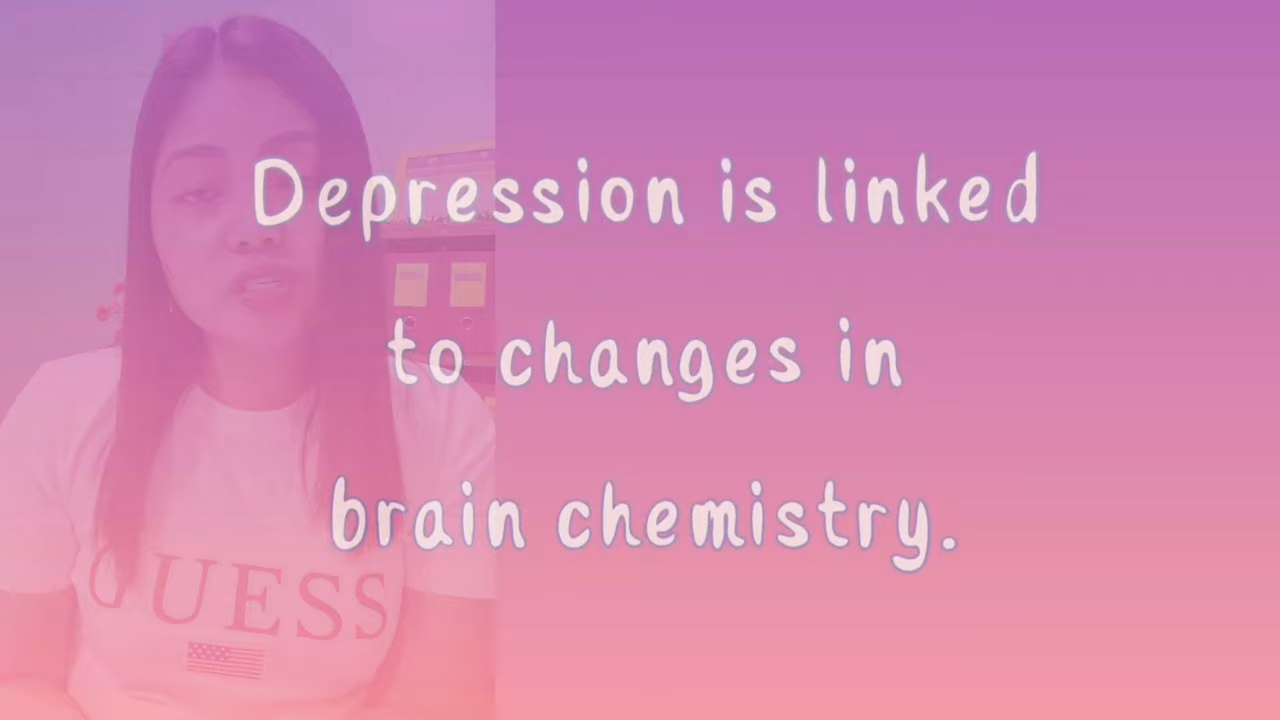 Depression is linked
to changes in
brain chemistry.
GUESS